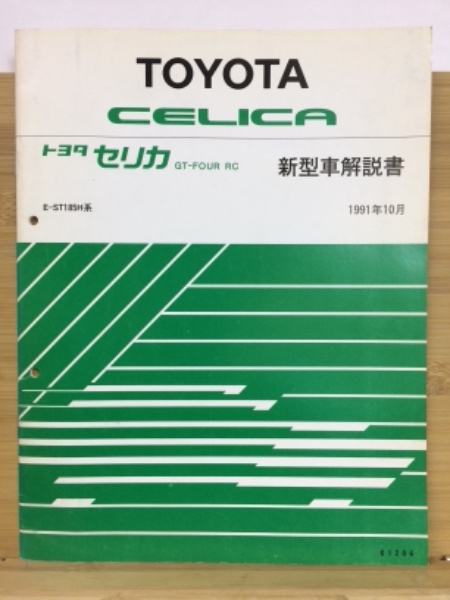 TOYOTA
CELICA
トヨタ セリカ GT-FOUR RC 新型車解説書
E-ST185H系 1991年10月